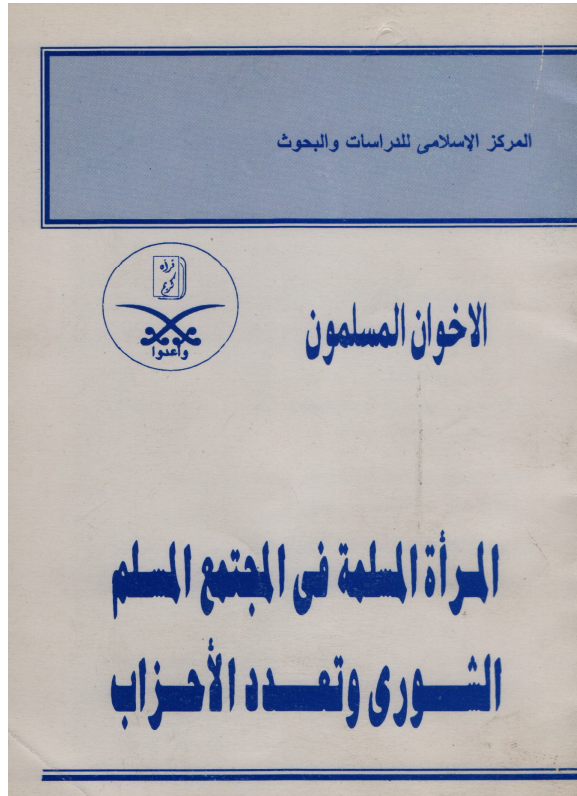 المركز الإسلامى للدراسات والبحوث
الاخوان المسلمون
قرآن
كريم
وأعدوا
المرأة المسلمة فى المجتمع المسلم
الشورى وتعدد الأحزاب